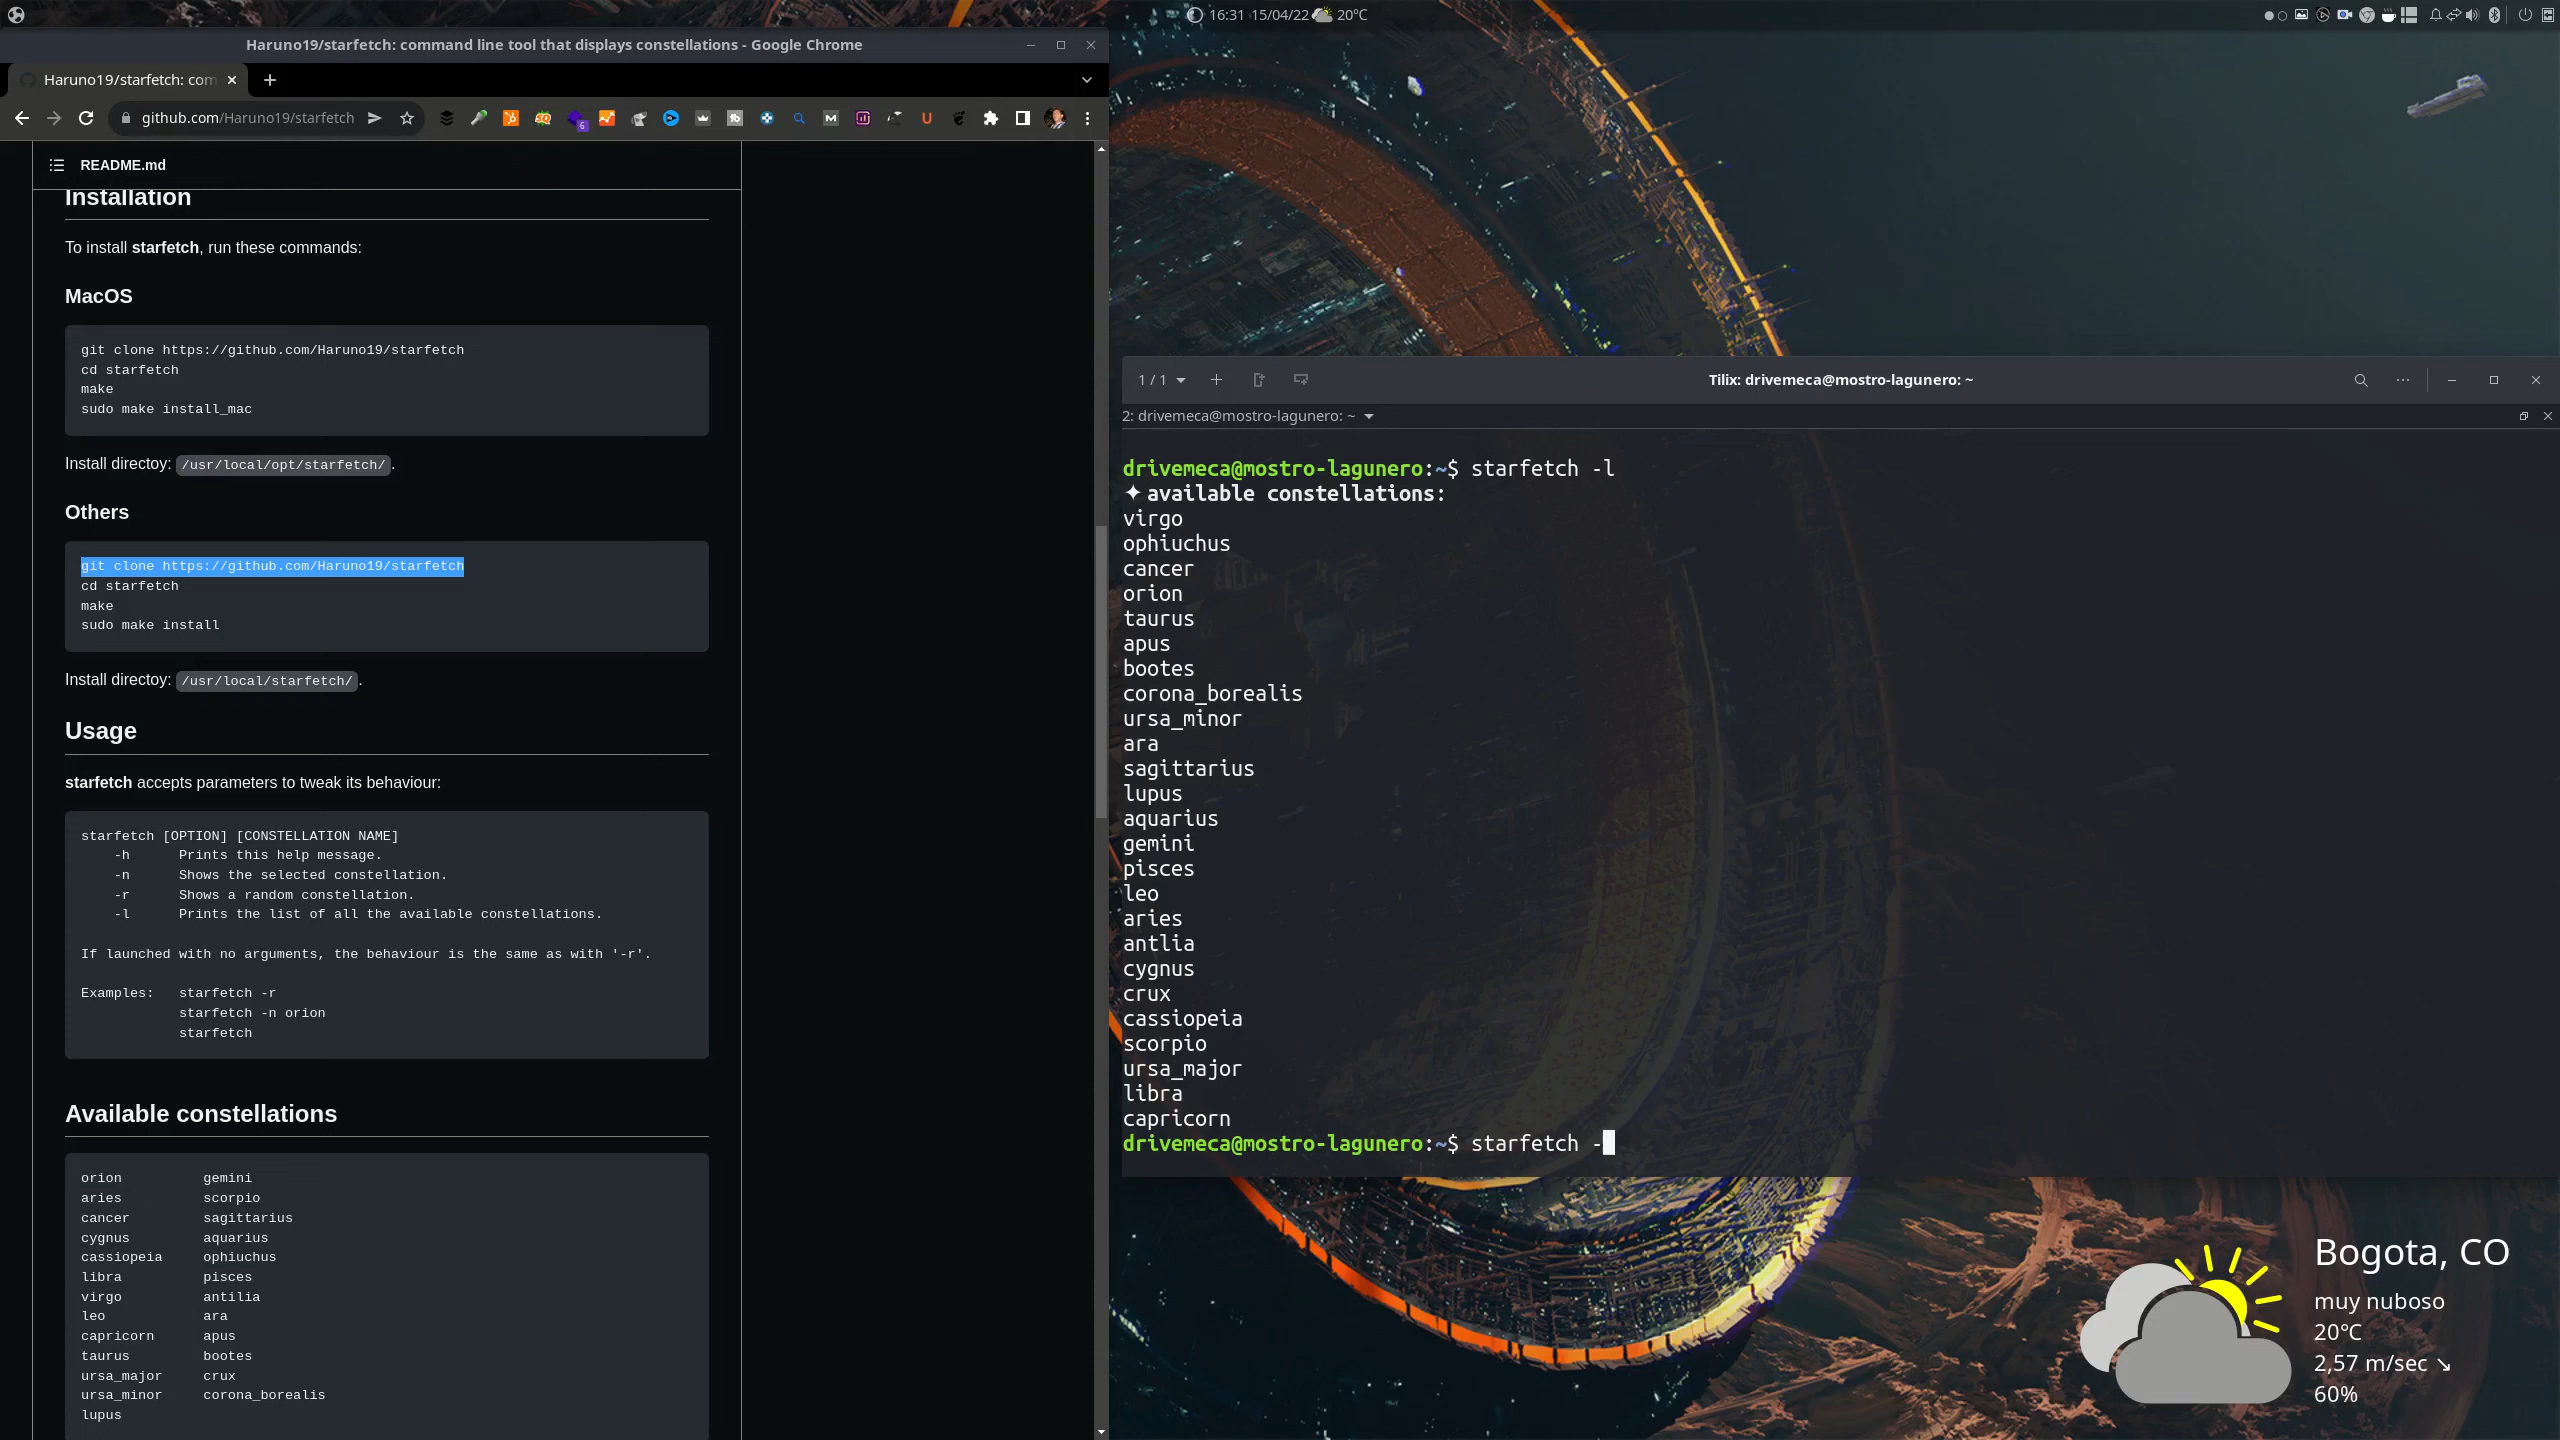 16:31 15/04/22 20°C
Haruno19/starfetch: command line tool that displays constellations - Google Chrome
Haruno19/starfetch: com
github.com/Haruno19/starfetch
README.md
Installation
To install starfetch, run these commands:
MacOS
git clone https://github.com/Haruno19/starfetch
cd starfetch
make
sudo make install_mac
Install directoy: /usr/local/opt/starfetch/.
Others
git clone https://github.com/Haruno19/starfetch
cd starfetch
make
sudo make install
Install directoy: /usr/local/starfetch/.
Usage
starfetch accepts parameters to tweak its behaviour:
starfetch [OPTION] [CONSTELLATION NAME]
-h Prints this help message.
-n Shows the selected constellation.
-r Shows a random constellation.
-l Prints the list of all the available constellations.
If launched with no arguments, the behaviour is the same as with '-r'.
Examples: starfetch -r
starfetch -n orion
starfetch
Available constellations
orion gemini
aries scorpio
cancer sagittarius
cygnus aquarius
cassiopeia ophiuchus
libra pisces
virgo antilia
leo ara
capricorn apus
taurus bootes
ursa_major crux
ursa_minor corona_borealis
lupus
1 / 1
Tilix: drivemeca@mostro-lagunero: ~
2: drivemeca@mostro-lagunero: ~
drivemeca@mostro-lagunero:~$ starfetch -l
✦ available constellations:
virgo
ophiuchus
cancer
orion
taurus
apus
bootes
corona_borealis
ursa_minor
ara
sagittarius
lupus
aquarius
gemini
pisces
leo
aries
antlia
cygnus
crux
cassiopeia
scorpio
ursa_major
libra
capricorn
drivemeca@mostro-lagunero:~$ starfetch -
Bogota, CO
muy nuboso
20°C
2,57 m/sec ↘
60%